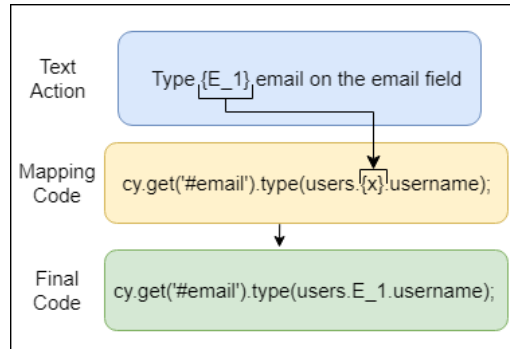 Text
Action
Type {E_1} email on the email field
Mapping
Code
cy.get('#email').type(users.{x}.username);
Final
Code
cy.get('#email').type(users.E_1.username);